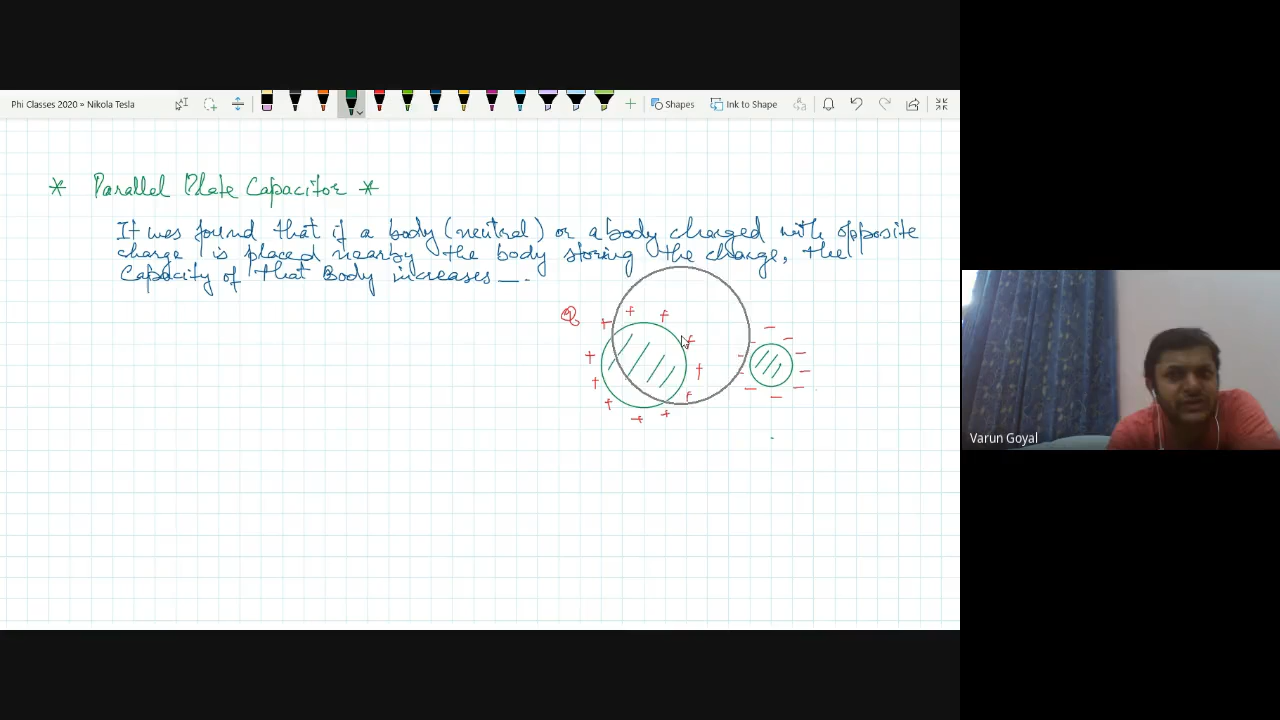 Phi Classes 2020 » Nikola Tesla
Shapes
Ink to Shape
* Parallel Plate Capacitor *
It was found that if a body (neutral) or a body charged with opposite
charge is placed nearby the body storing the charge, the
Capacity of that Body increases _ .
Q
Varun Goyal